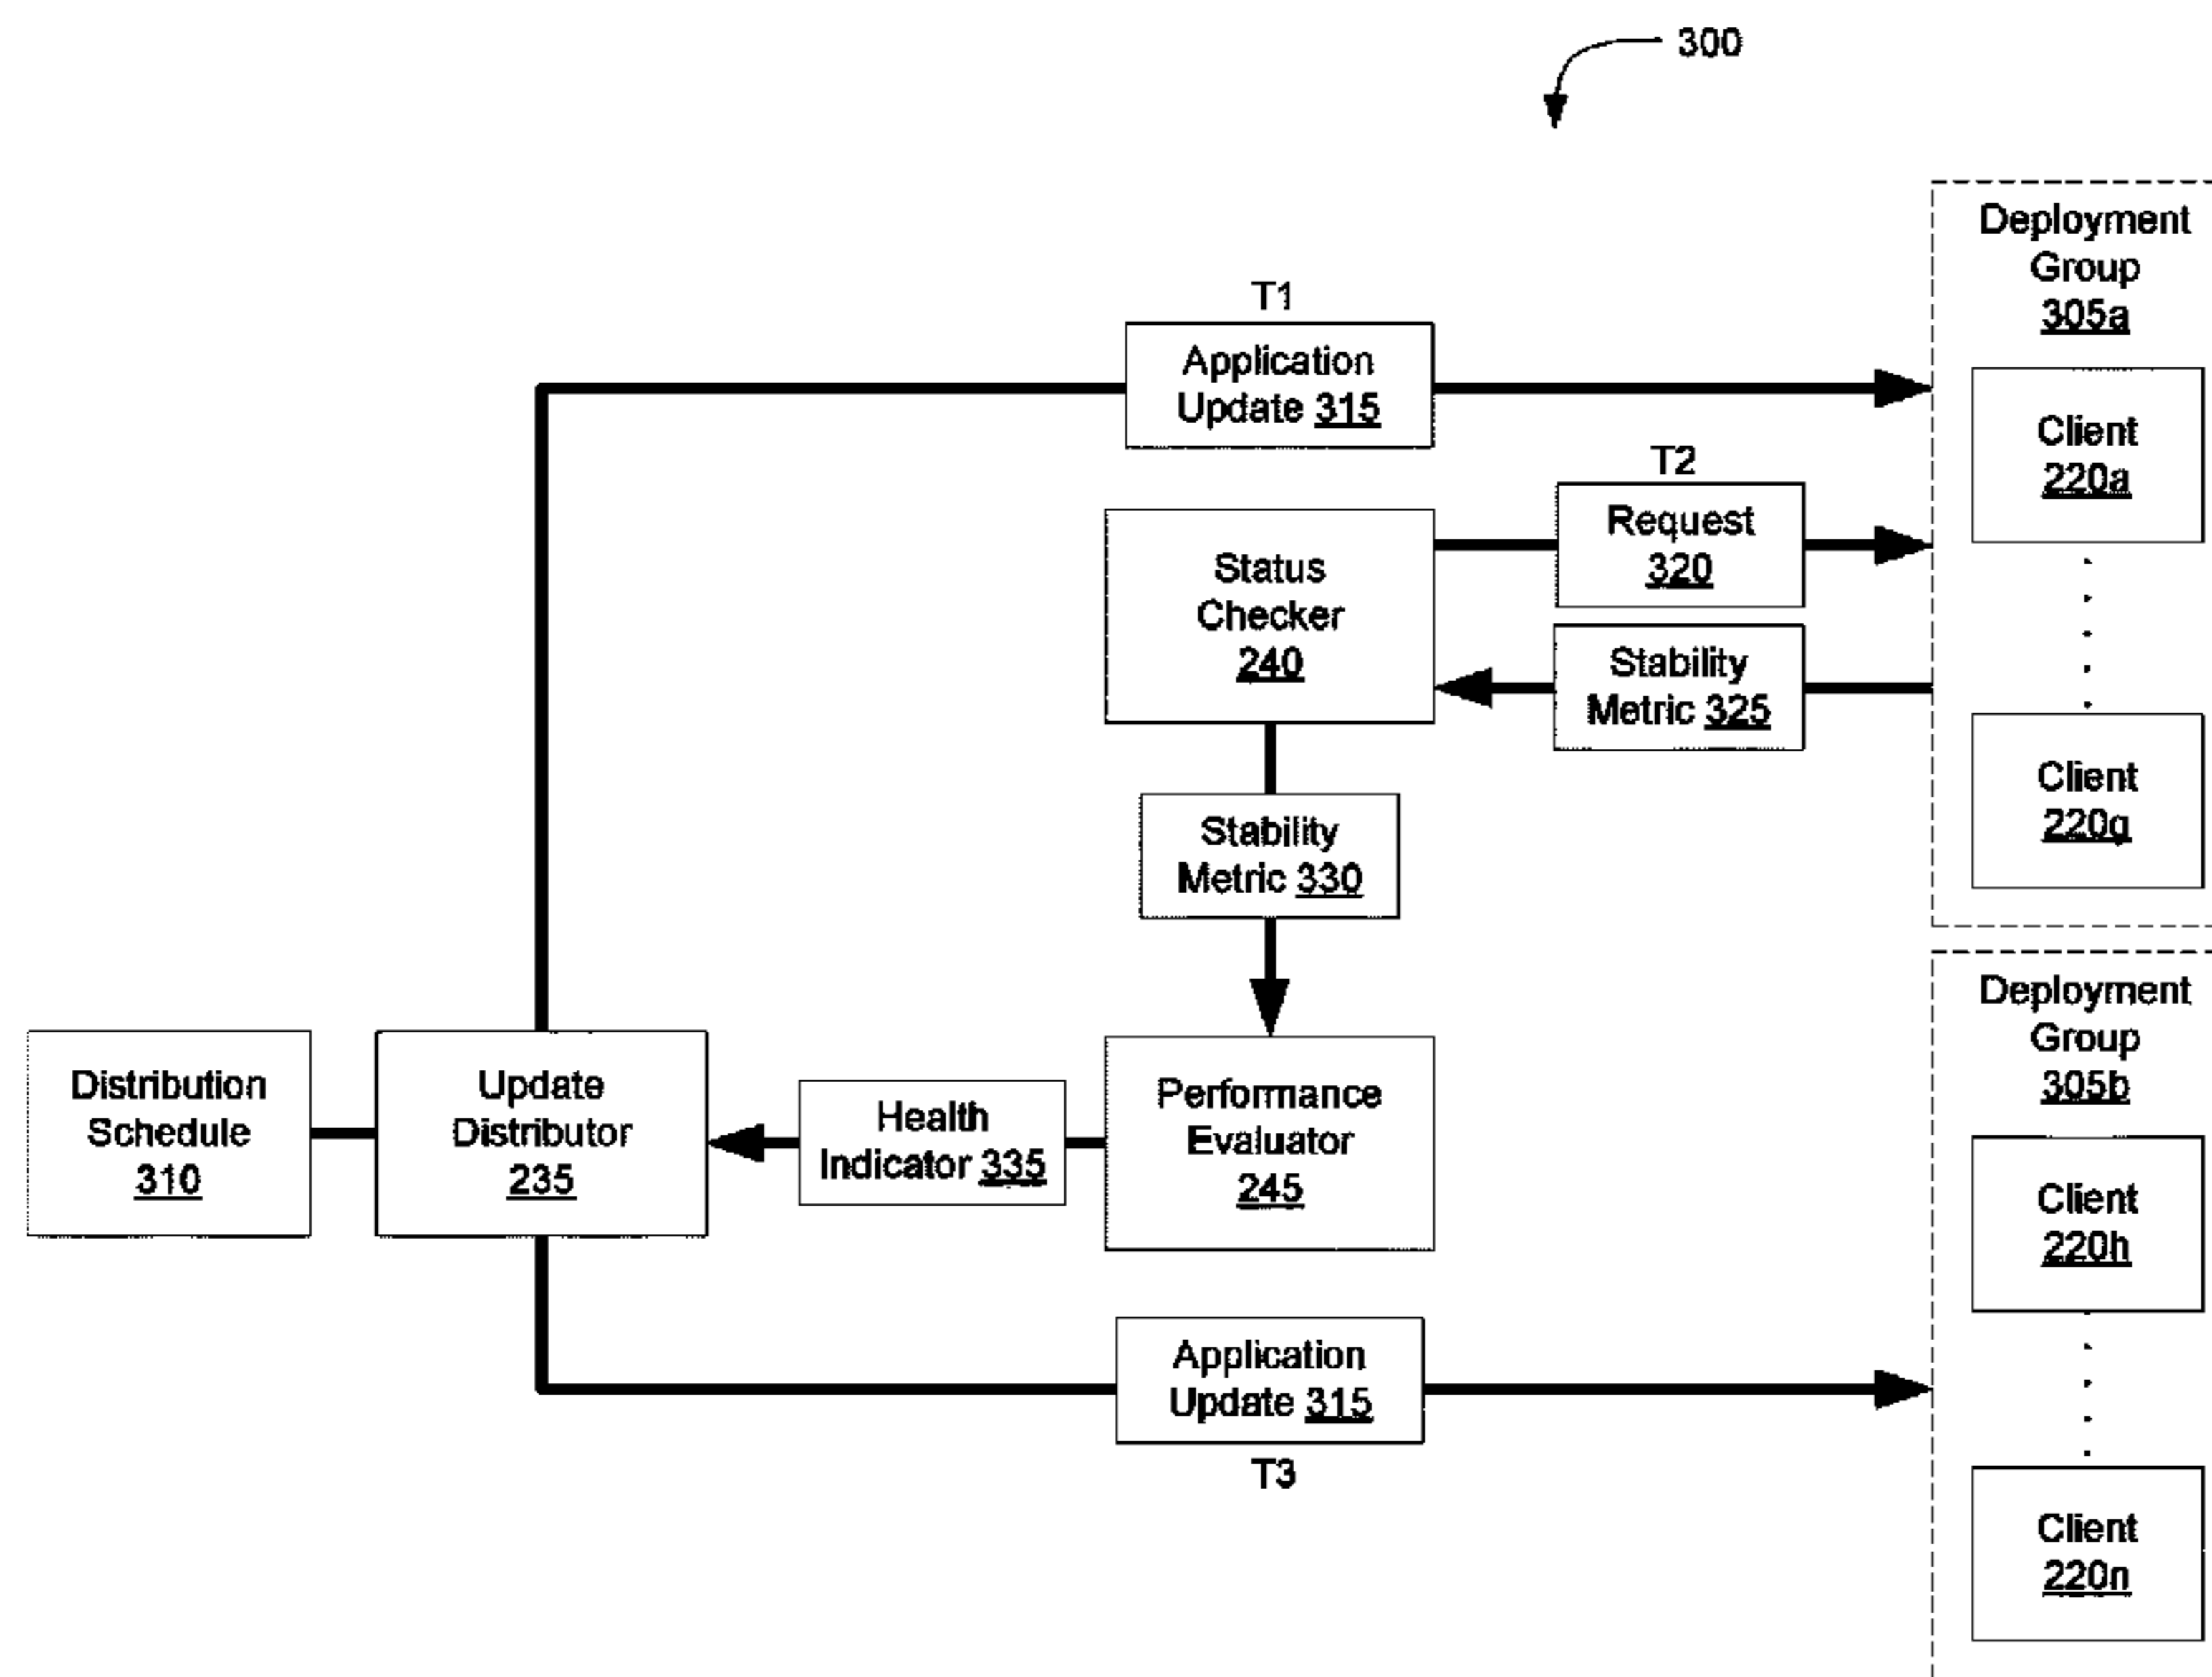 300
Deployment
Group
305a
T1
Application
Update 315
Client
220a
T2
Request
320
Status
Checker
240
Stability
Metric 325
Client
220g
Stability
Metric 330
Deployment
Group
305b
Distribution
Schedule
310
Update
Distributor
235
Health
Indicator 335
Performance
Evaluator
245
Client
220h
Application
Update 315
T3
Client
220n